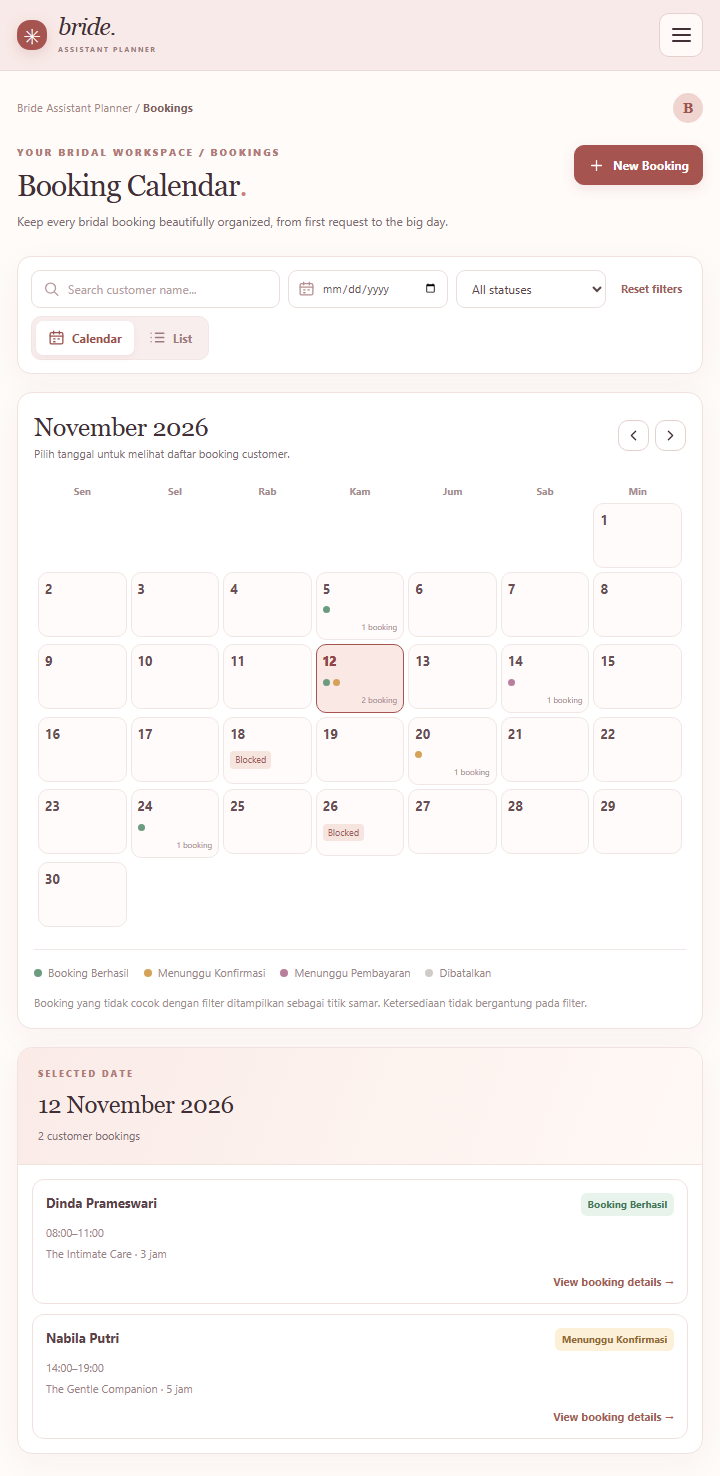 bride.
ASSISTANT PLANNER
Bride Assistant Planner / Bookings
B
YOUR BRIDAL WORKSPACE / BOOKINGS
Booking Calendar.
Keep every bridal booking beautifully organized, from first request to the big day.
+ New Booking
Search customer name...
mm/dd/yyyy
All statuses
Reset filters
Calendar
List
November 2026
Pilih tanggal untuk melihat daftar booking customer.
Sen Sel Rab Kam Jum Sab Min
1
2 3 4 5 6 7 8
1 booking
9 10 11 12 13 14 15
2 booking 1 booking
16 17 18 19 20 21 22
Blocked
1 booking
23 24 25 26 27 28 29
Blocked
1 booking
30
Booking Berhasil Menunggu Konfirmasi Menunggu Pembayaran Dibatalkan
Booking yang tidak cocok dengan filter ditampilkan sebagai titik samar. Ketersediaan tidak bergantung pada filter.
SELECTED DATE
12 November 2026
2 customer bookings
Dinda Prameswari
Booking Berhasil
08:00–11:00
The Intimate Care · 3 jam
View booking details →
Nabila Putri
Menunggu Konfirmasi
14:00–19:00
The Gentle Companion · 5 jam
View booking details →